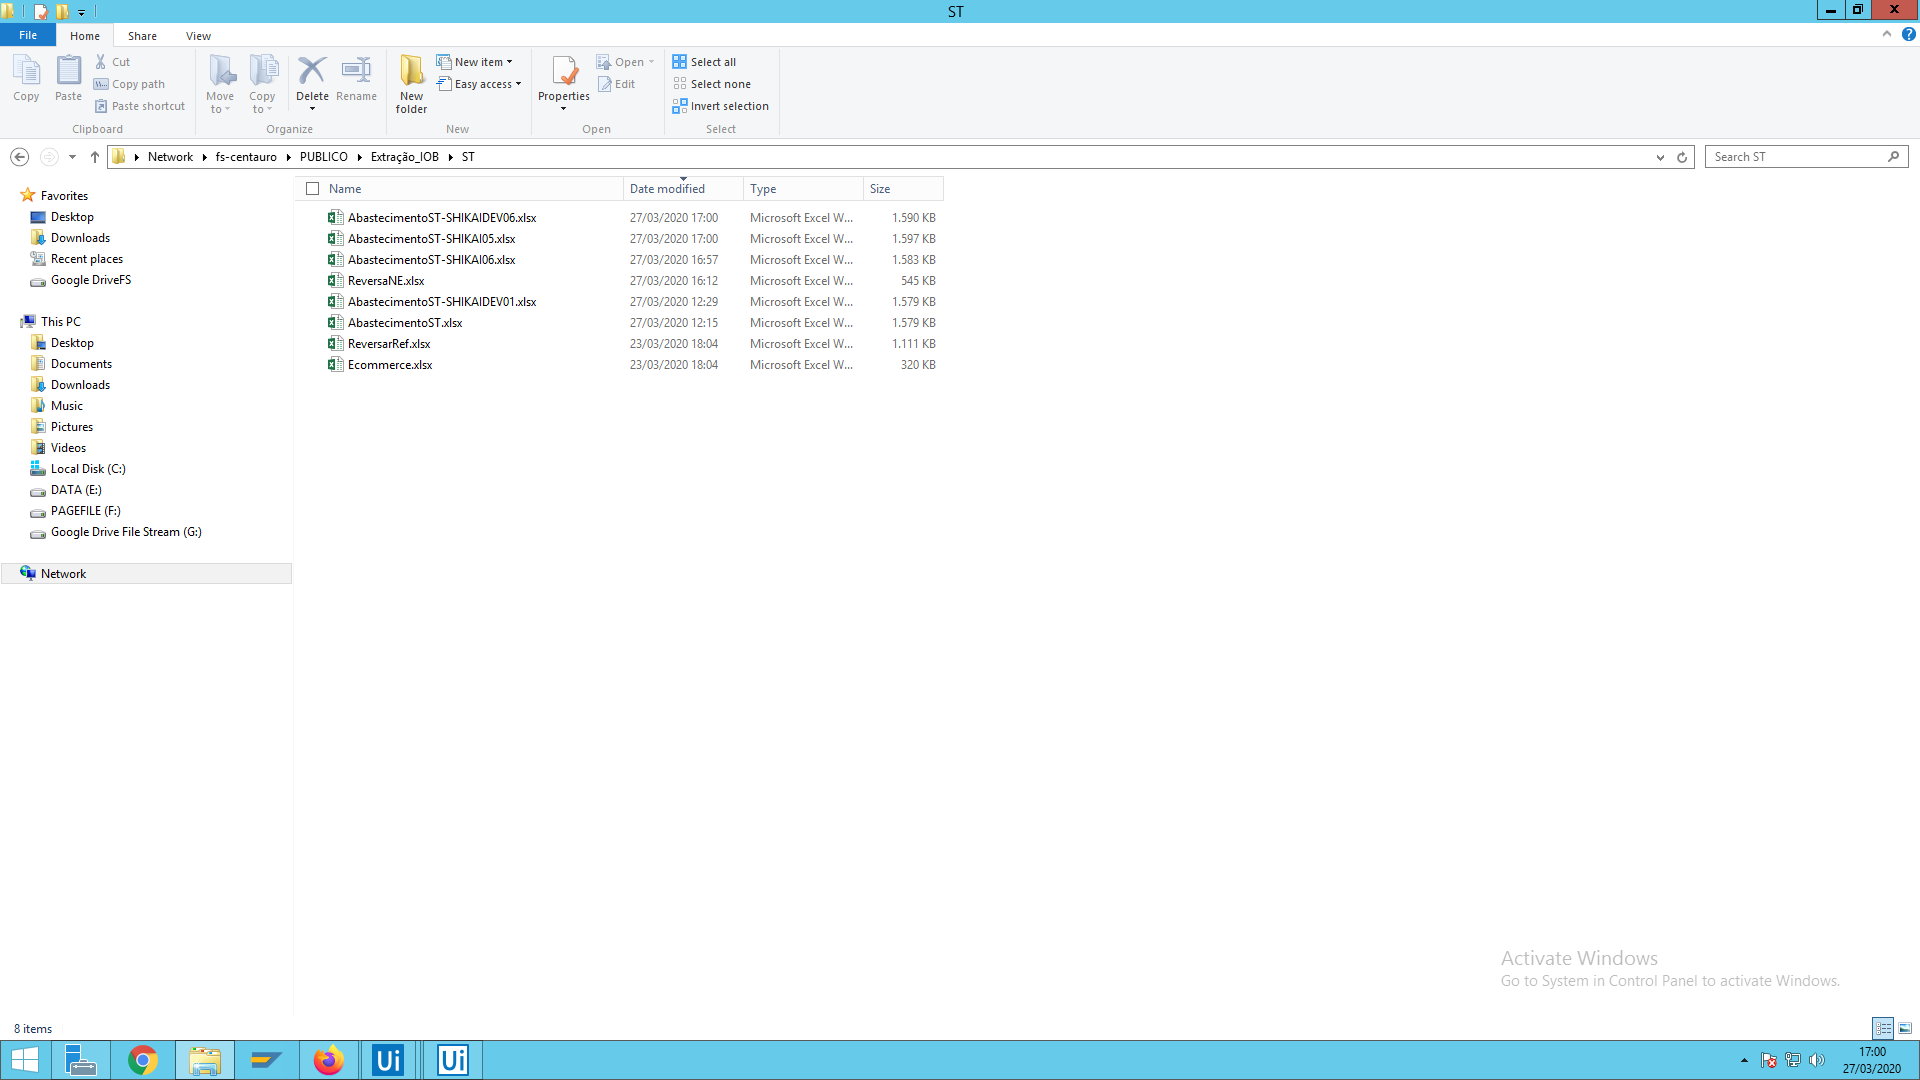 ST
File
Home
Share
View
Copy
Paste
Cut
Copy path
Paste shortcut
Clipboard
Move to
Copy to
Delete
Rename
Organize
New folder
New item
Easy access
New
Properties
Open
Edit
Open
Select all
Select none
Invert selection
Select
Network
fs-centauro
PUBLICO
Extração_IOB
ST
Search ST
Favorites
Desktop
Downloads
Recent places
Google DriveFS
This PC
Desktop
Documents
Downloads
Music
Pictures
Videos
Local Disk (C:)
DATA (E:)
PAGEFILE (F:)
Google Drive File Stream (G:)
Network
Name Date modified Type Size
AbastecimentoST-SHIKAIDEV06.xlsx 27/03/2020 17:00 Microsoft Excel W... 1.590 KB
AbastecimentoST-SHIKAI05.xlsx 27/03/2020 17:00 Microsoft Excel W... 1.597 KB
AbastecimentoST-SHIKAI06.xlsx 27/03/2020 16:57 Microsoft Excel W... 1.583 KB
ReversaNE.xlsx 27/03/2020 16:12 Microsoft Excel W... 545 KB
AbastecimentoST-SHIKAIDEV01.xlsx 27/03/2020 12:29 Microsoft Excel W... 1.579 KB
AbastecimentoST.xlsx 27/03/2020 12:15 Microsoft Excel W... 1.579 KB
ReversarRef.xlsx 23/03/2020 18:04 Microsoft Excel W... 1.111 KB
Ecommerce.xlsx 23/03/2020 18:04 Microsoft Excel W... 320 KB
Activate Windows
Go to System in Control Panel to activate Windows.
8 items
Ui
Ui
17:00
27/03/2020